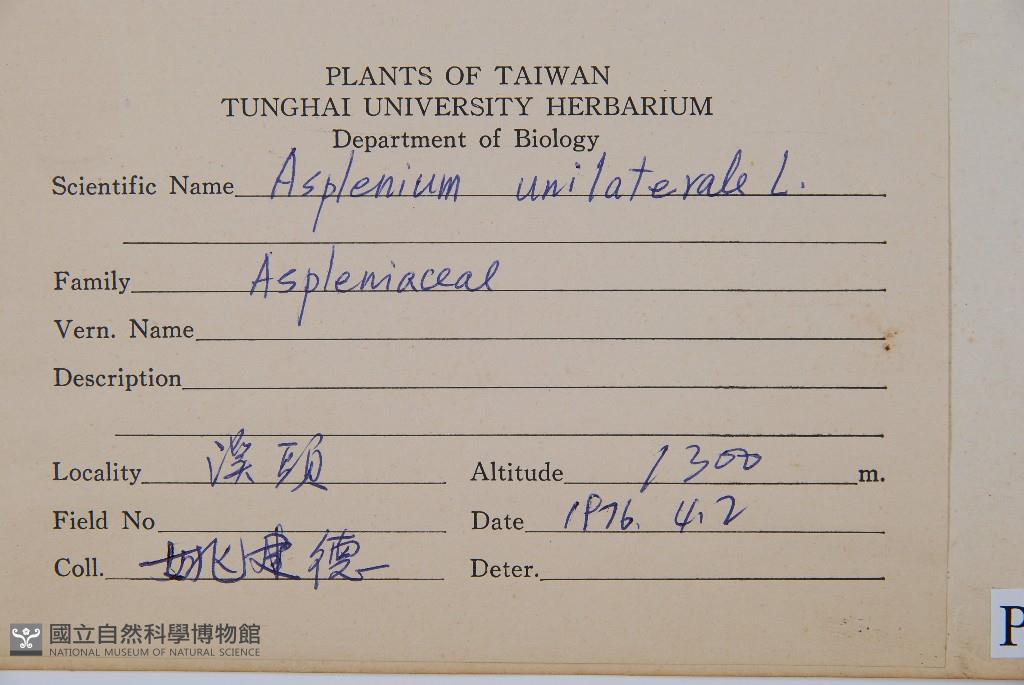 PLANTS OF TAIWAN
TUNGHAI UNIVERSITY HERBARIUM
Department of Biology
Scientific Name Asplenium unilaterale L.
Family Aspleniaceae
Vern. Name
Description
Locality 溪頭 Altitude 1300 m.
Field No Date 1976. 4.2
Coll. 姚建德 Deter.
P
國立自然科學博物館
NATIONAL MUSEUM OF NATURAL SCIENCE